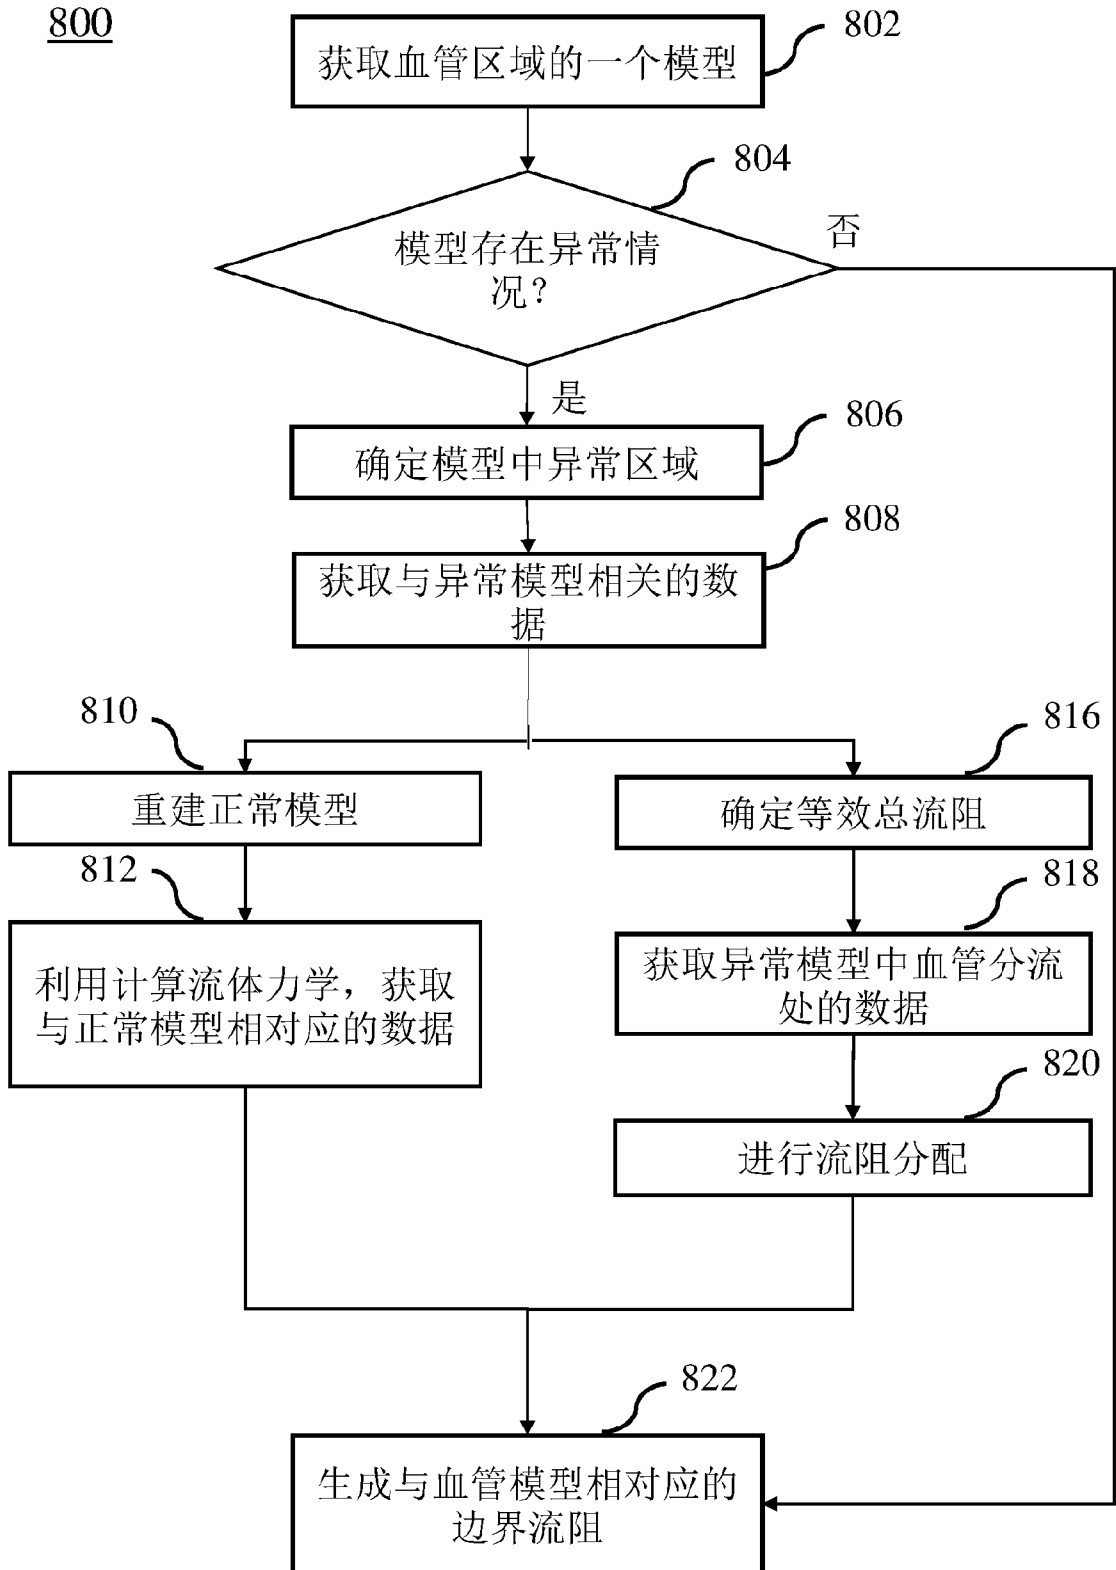 800
802
获取血管区域的一个模型
804
模型存在异常情
况？
否
是
806
确定模型中异常区域
808
获取与异常模型相关的数
据
810
重建正常模型
812
利用计算流体力学，获取
与正常模型相对应的数据
816
确定等效总流阻
818
获取异常模型中血管分流
处的数据
820
进行流阻分配
822
生成与血管模型相对应的
边界流阻